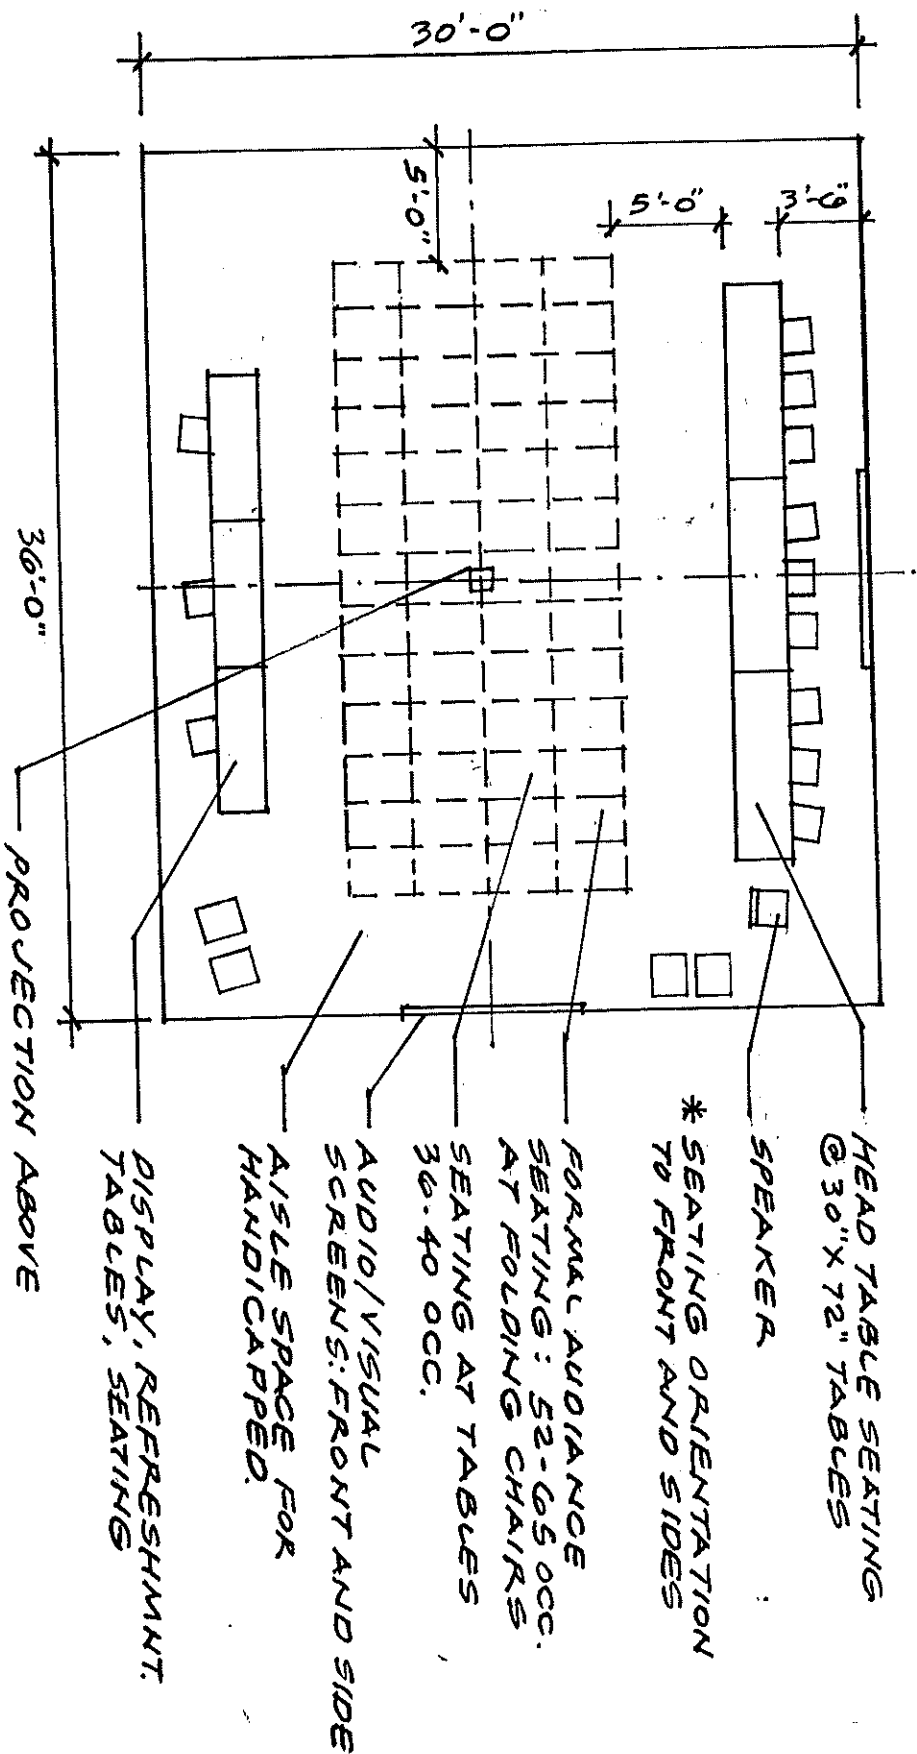 HEAD TABLE SEATING
@ 30" X 72" TABLES
SPEAKER
* SEATING ORIENTATION
TO FRONT AND SIDES
FORMAL AUDIANCE
SEATING: 52-65 OCC.
AT FOLDING CHAIRS
SEATING AT TABLES
36-40 OCC.
AUDIO/VISUAL
SCREENS: FRONT AND SIDE
AISLE SPACE FOR
HANDICAPPED.
DISPLAY, REFRESHMNT.
TABLES, SEATING
PROJECTION ABOVE
30'-0"
3'-6"
5'-0"
5'-0"
36'-0"